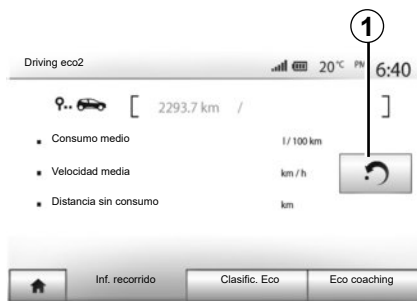 1
Driving eco2 20°C PM 6:40
[ 2293.7 km / ]
Consumo medio l / 100 km
Velocidad media km / h
Distancia sin consumo km
Inf. recorrido Clasific. Eco Eco coaching